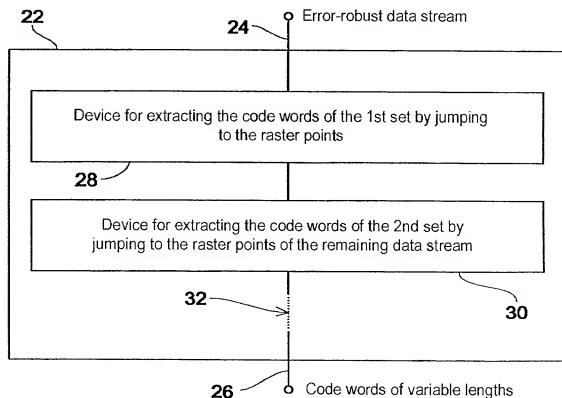 22
24
Error-robust data stream
Device for extracting the code words of the 1st set by jumping
to the raster points
28
Device for extracting the code words of the 2nd set by
jumping to the raster points of the remaining data stream
32
30
26
Code words of variable lengths